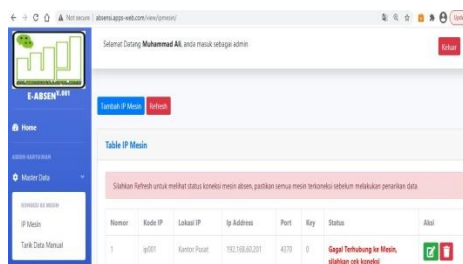 Not secure | absensi.apps-web.com/view/ipmesin/
Selamat Datang Muhammad Ali, anda masuk sebagai admin
Keluar
E-ABSEN V.001
Home
Tambah IP Mesin
Refresh
Table IP Mesin
Master Data
Silahkan Refresh untuk melihat status koneksi mesin absen, pastikan semua mesin terkoneksi sebelum melakukan penarikan data
KONEKSI KE MESIN
IP Mesin
Tarik Data Manual
Nomor Kode IP Lokasi IP Ip Address Port Key Status Aksi
1 ip001 Kantor Pusat 192.168.60.201 4370 0 Gagal Terhubung ke Mesin,
silahkan cek koneksi